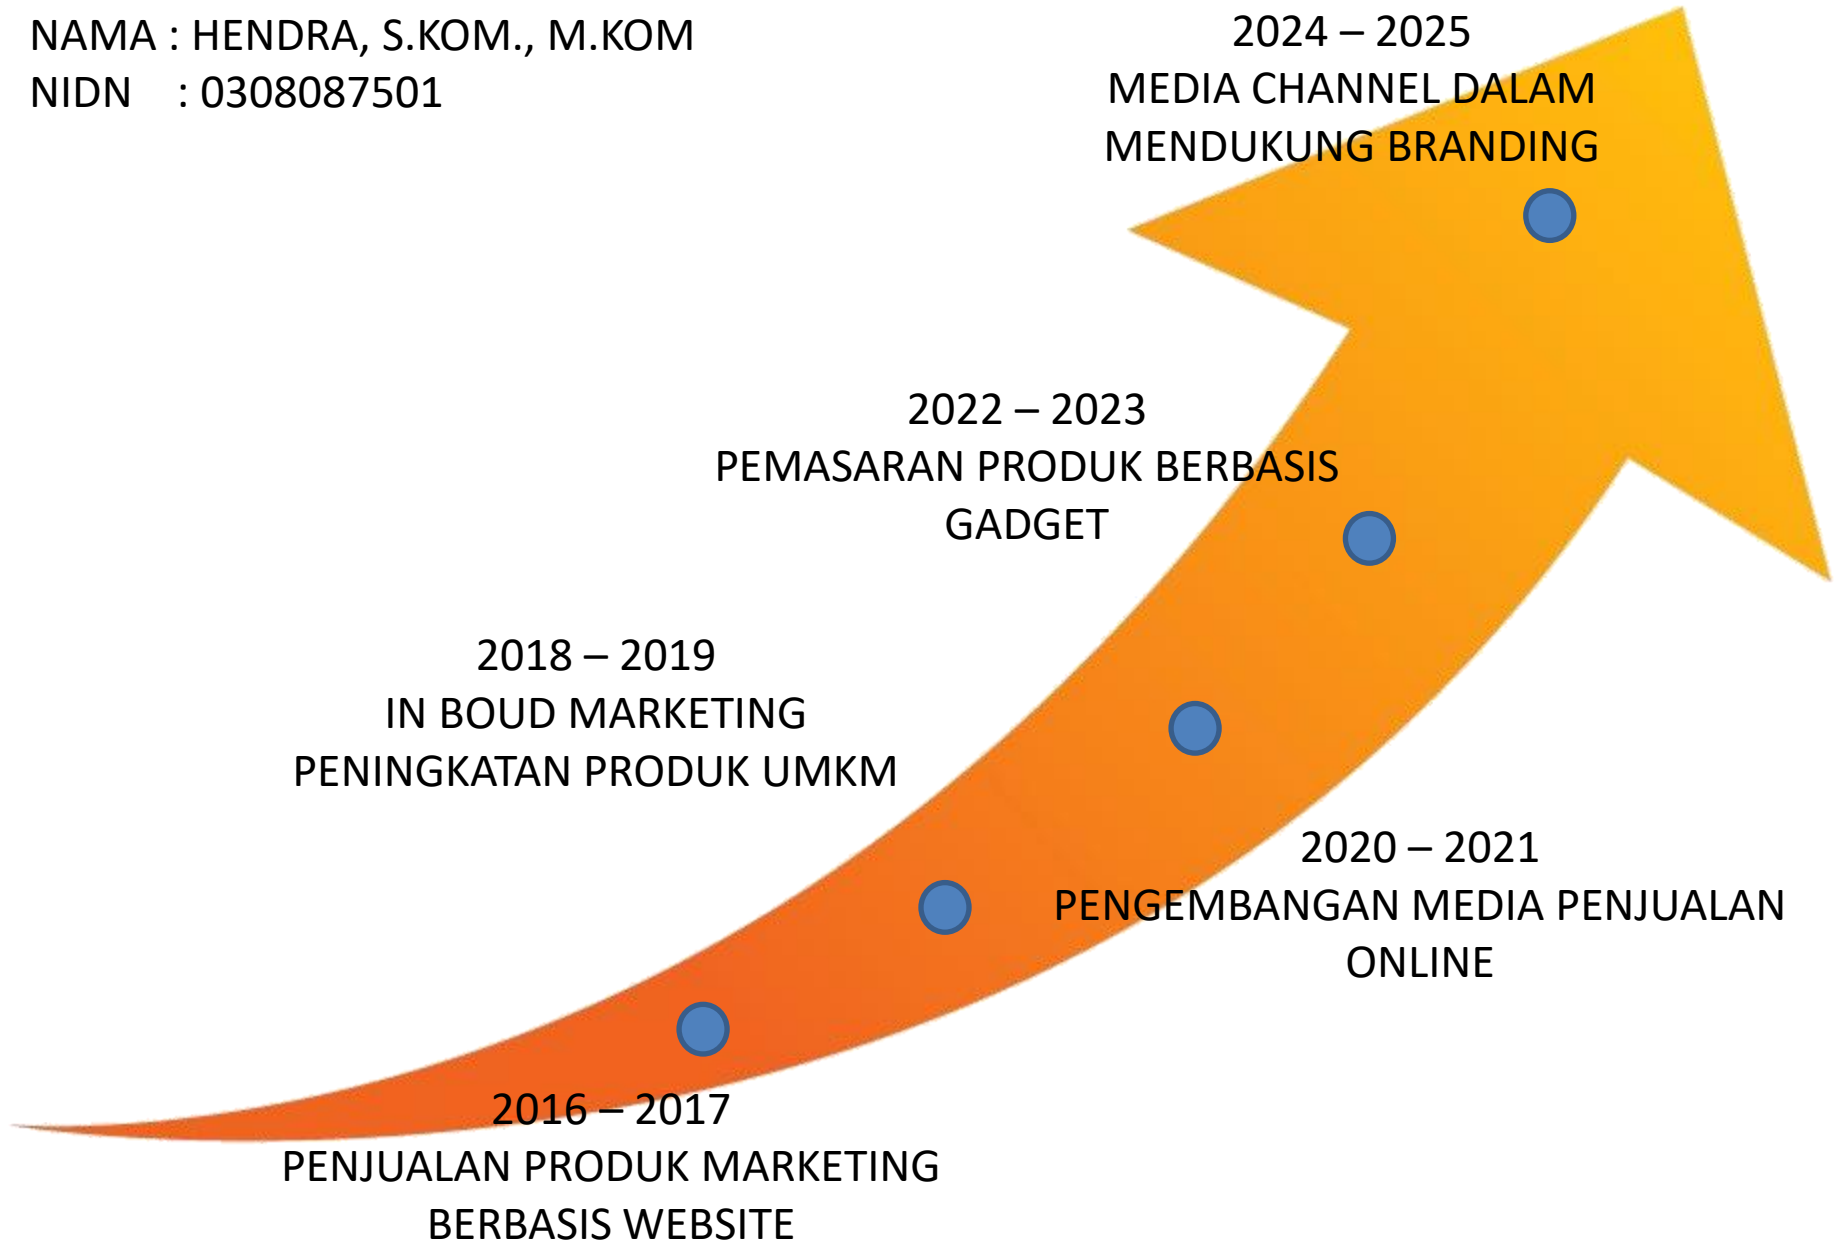 NAMA : HENDRA, S.KOM., M.KOM
NIDN : 0308087501
2024 – 2025
MEDIA CHANNEL DALAM
MENDUKUNG BRANDING
2022 – 2023
PEMASARAN PRODUK BERBASIS
GADGET
2018 – 2019
IN BOUD MARKETING
PENINGKATAN PRODUK UMKM
2020 – 2021
PENGEMBANGAN MEDIA PENJUALAN
ONLINE
2016 – 2017
PENJUALAN PRODUK MARKETING
BERBASIS WEBSITE